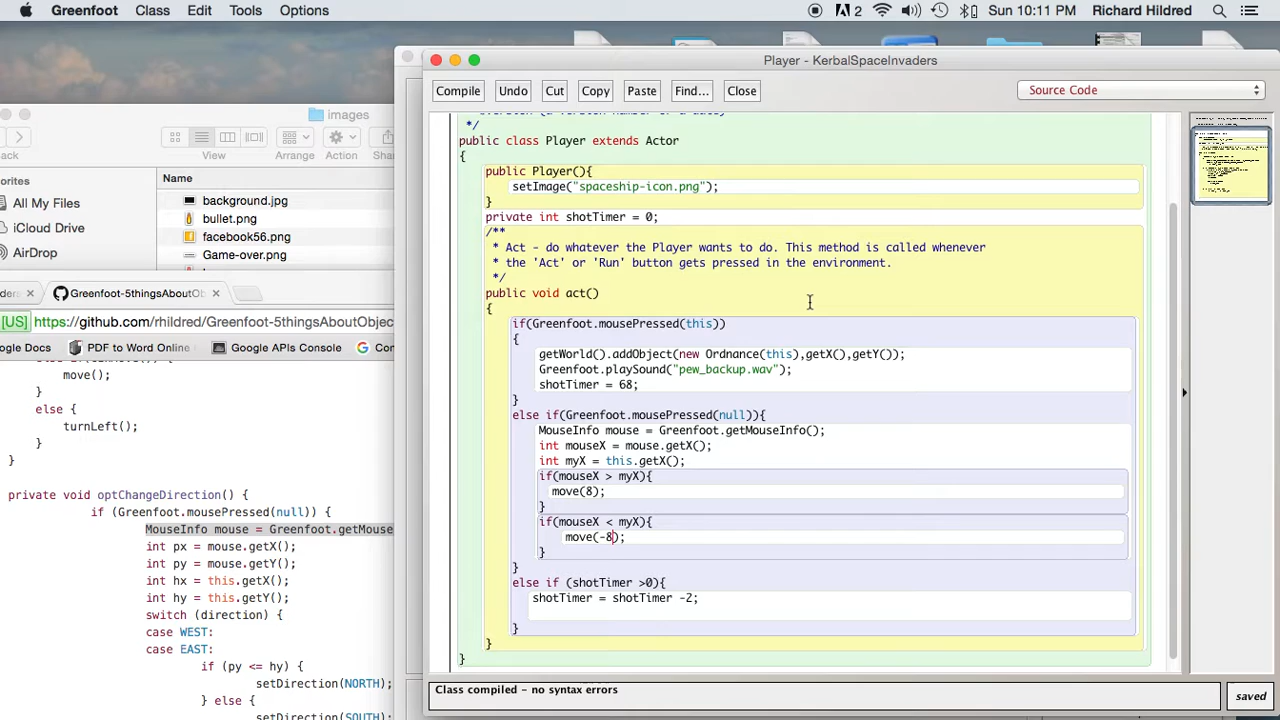 Greenfoot Class Edit Tools Options 2 Sun 10:11 PM Richard Hildred
Player - KerbalSpaceInvaders
Compile Undo Cut Copy Paste Find... Close Source Code
images
View Arrange Action
Name
All My Files
iCloud Drive
AirDrop
background.jpg
bullet.png
facebook56.png
Game-over.png
Greenfoot-5thingsAboutOb
[US] https://github.com/rhildred/Greenfoot-5thingsAboutObjec
ogle Docs PDF to Word Online Google APIs Console
move();
}
else {
turnLeft();
}
}
private void optChangeDirection() {
if (Greenfoot.mousePressed(null)) {
MouseInfo mouse = Greenfoot.getMouse
int px = mouse.getX();
int py = mouse.getY();
int hx = this.getX();
int hy = this.getY();
switch (direction) {
case WEST:
case EAST:
if (py <= hy) {
setDirection(NORTH);
} else {
setDirection(SOUTH);
*/
public class Player extends Actor
{
public Player(){
setImage("spaceship-icon.png");
}
private int shotTimer = 0;
/**
* Act - do whatever the Player wants to do. This method is called whenever
* the 'Act' or 'Run' button gets pressed in the environment.
*/
public void act()
{
if(Greenfoot.mousePressed(this))
{
getWorld().addObject(new Ordnance(this),getX(),getY());
Greenfoot.playSound("pew_backup.wav");
shotTimer = 68;
}
else if(Greenfoot.mousePressed(null)){
MouseInfo mouse = Greenfoot.getMouseInfo();
int mouseX = mouse.getX();
int myX = this.getX();
if(mouseX > myX){
move(8);
}
if(mouseX < myX){
move(-8);
}
}
else if (shotTimer >0){
shotTimer = shotTimer -2;
}
}
}
Class compiled - no syntax errors
saved